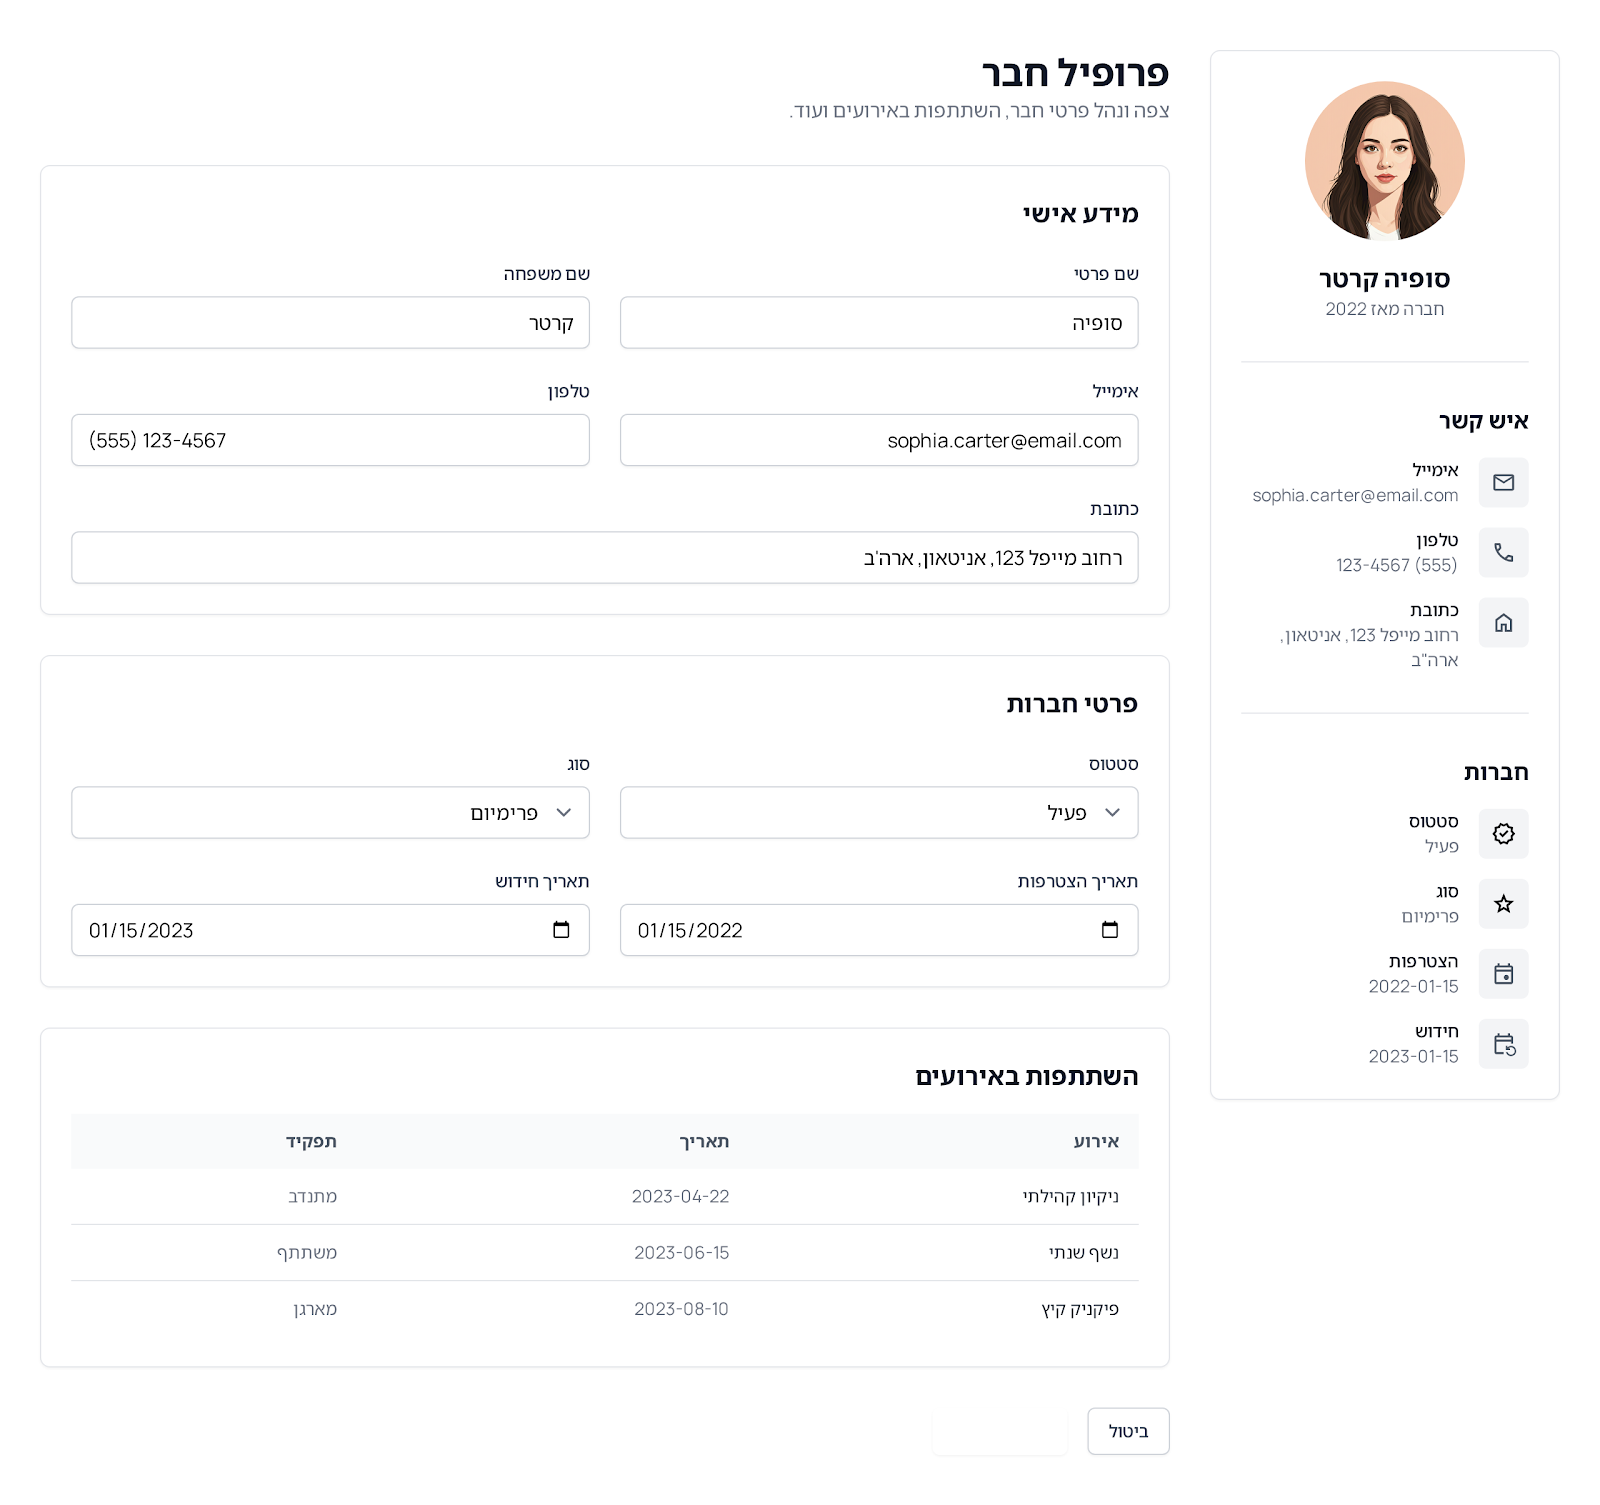 סופיה קרטר
חברה מאז 2022
איש קשר
אימייל
sophia.carter@email.com
טלפון
123-4567 (555)
כתובת
רחוב מייפל 123, אניטאון,
ארה"ב
חברות
סטטוס
פעיל
סוג
פרימיום
הצטרפות
2022-01-15
חידוש
2023-01-15
פרופיל חבר
צפה ונהל פרטי חבר, השתתפות באירועים ועוד.
מידע אישי
שם פרטי
סופיה
שם משפחה
קרטר
אימייל
sophia.carter@email.com
טלפון
(555) 123-4567
כתובת
רחוב מייפל 123, אניטאון, ארה'ב
פרטי חברות
סטטוס
פעיל
סוג
פרימיום
תאריך הצטרפות
01/15/2022
תאריך חידוש
01/15/2023
השתתפות באירועים
אירוע תאריך תפקיד
ניקיון קהילתי 2023-04-22 מתנדב
נשף שנתי 2023-06-15 משתתף
פיקניק קיץ 2023-08-10 מארגן
ביטול